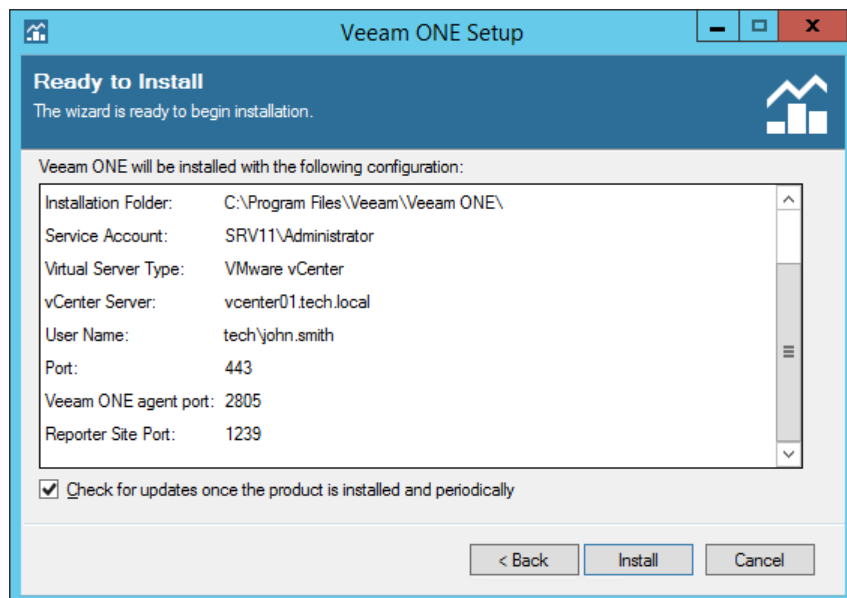 Veeam ONE Setup
Ready to Install
The wizard is ready to begin installation.
Veeam ONE will be installed with the following configuration:
Installation Folder: C:\Program Files\Veeam\Veeam ONE\
Service Account: SRV11\Administrator
Virtual Server Type: VMware vCenter
vCenter Server: vcenter01.tech.local
User Name: tech\john.smith
Port: 443
Veeam ONE agent port: 2805
Reporter Site Port: 1239
Check for updates once the product is installed and periodically
< Back Install Cancel